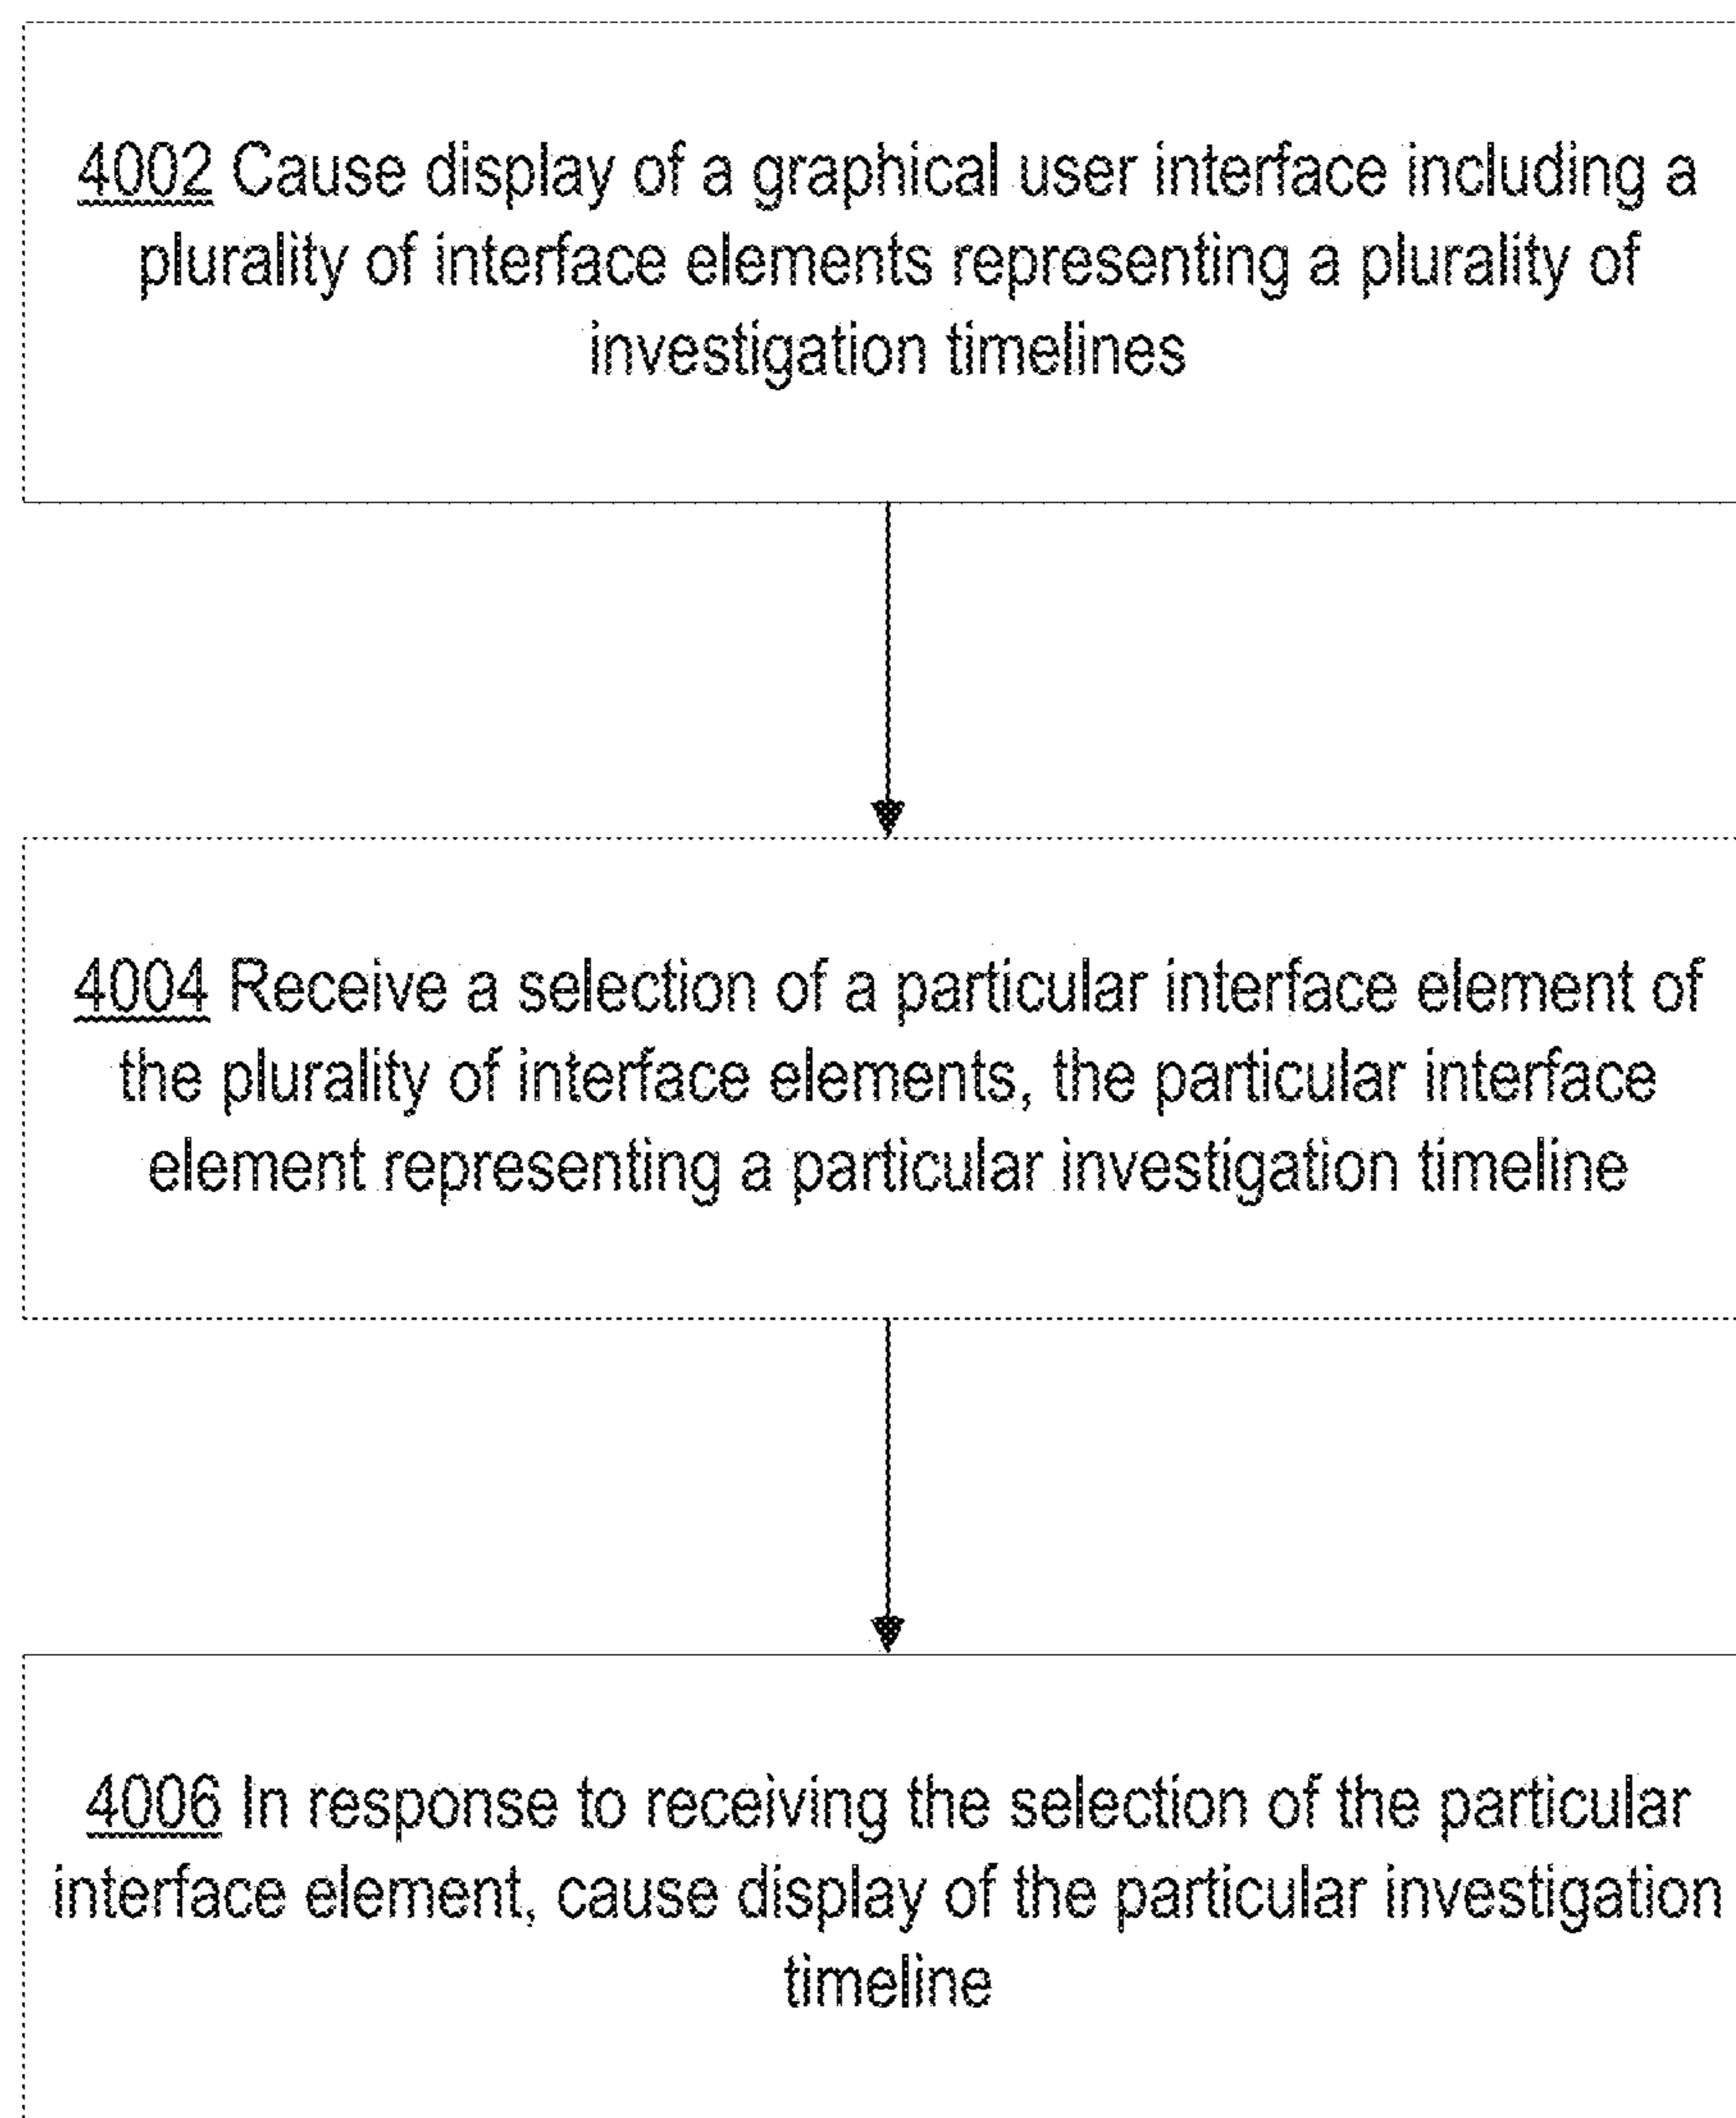 4002 Cause display of a graphical user interface including a
plurality of interface elements representing a plurality of
investigation timelines
4004 Receive a selection of a particular interface element of
the plurality of interface elements, the particular interface
element representing a particular investigation timeline
4006 In response to receiving the selection of the particular
interface element, cause display of the particular investigation
timeline